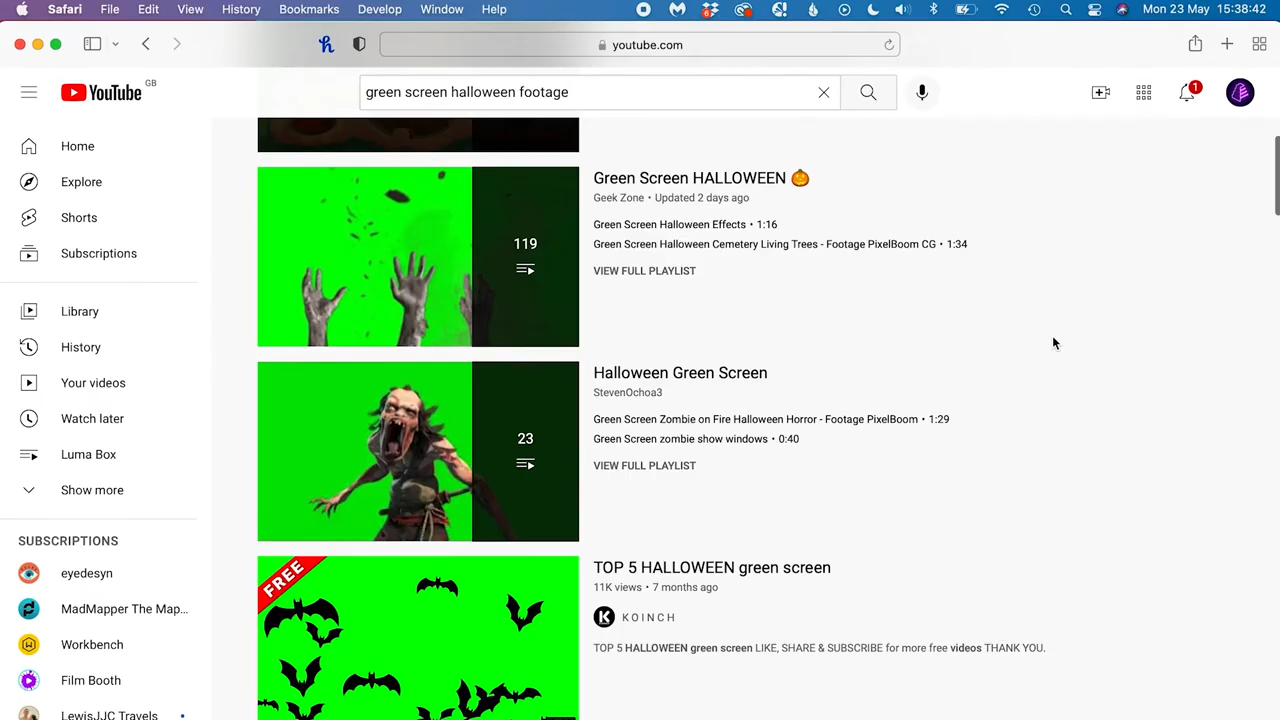 Safari File Edit View History Bookmarks Develop Window Help Mon 23 May 15:38:42
youtube.com
YouTube GB
green screen halloween footage
1
Home
Explore
Shorts
Subscriptions
Library
History
Your videos
Watch later
Luma Box
Show more
SUBSCRIPTIONS
eyedesyn
MadMapper The Map...
Workbench
Film Booth
LewisJJC Travels
119
Green Screen HALLOWEEN 🎃
Geek Zone • Updated 2 days ago
Green Screen Halloween Effects • 1:16
Green Screen Halloween Cemetery Living Trees - Footage PixelBoom CG • 1:34
VIEW FULL PLAYLIST
23
Halloween Green Screen
StevenOchoa3
Green Screen Zombie on Fire Halloween Horror - Footage PixelBoom • 1:29
Green Screen zombie show windows • 0:40
VIEW FULL PLAYLIST
FREE
TOP 5 HALLOWEEN green screen
11K views • 7 months ago
K O I N C H
TOP 5 HALLOWEEN green screen LIKE, SHARE & SUBSCRIBE for more free videos THANK YOU.